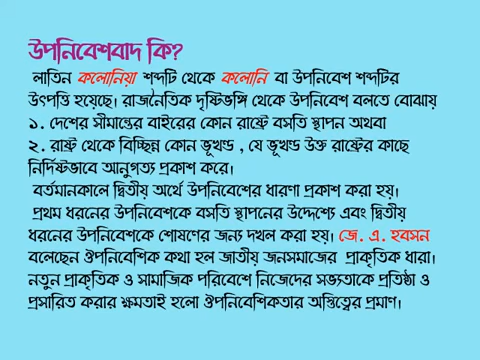 উপনিবেশবাদ কি?
লাতিন কলোনিয়া শব্দটি থেকে কলোনি বা উপনিবেশ শব্দটির
উৎপত্তি হয়েছে। রাজনৈতিক দৃষ্টিভঙ্গি থেকে উপনিবেশ বলতে বোঝায়
১. দেশের সীমান্তের বাইরের কোন রাষ্ট্রে বসতি স্থাপন অথবা
২. রাষ্ট্র থেকে বিচ্ছিন্ন কোন ভূখন্ড , যে ভূখন্ড উক্ত রাষ্ট্রের কাছে
নির্দিষ্টভাবে আনুগত্য প্রকাশ করে।
বর্তমানকালে দ্বিতীয় অর্থে উপনিবেশের ধারণা প্রকাশ করা হয়।
প্রথম ধরনের উপনিবেশকে বসতি স্থাপনের উদ্দেশ্যে এবং দ্বিতীয়
ধরনের উপনিবেশকে শোষণের জন্য দখল করা হয়। জে. এ. হবসন
বলেছেন ঔপনিবেশিক কথা হল জাতীয় জনসমাজের প্রাকৃতিক ধারা।
নতুন প্রাকৃতিক ও সামাজিক পরিবেশে নিজেদের সভ্যতাকে প্রতিষ্ঠা ও
প্রসারিত করার ক্ষমতাই হলো ঔপনিবেশিকতার অস্তিত্বের প্রমাণ।